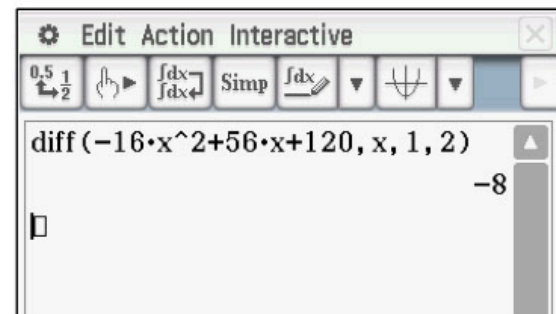 Edit Action Interactive
0.5 1 2 ∫dx ∫dx Simp ∫dx
diff(-16·x^2+56·x+120,x,1,2)
-8